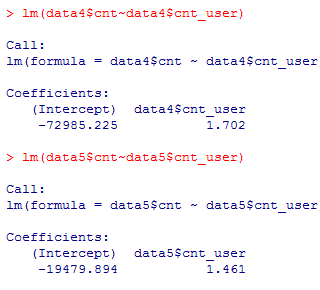 > lm(data4$cnt~data4$cnt_user)
Call:
lm(formula = data4$cnt ~ data4$cnt_user
Coefficients:
(Intercept)  data4$cnt_user
-72985.225           1.702
> lm(data5$cnt~data5$cnt_user)
Call:
lm(formula = data5$cnt ~ data5$cnt_user
Coefficients:
(Intercept)  data5$cnt_user
-19479.894           1.461